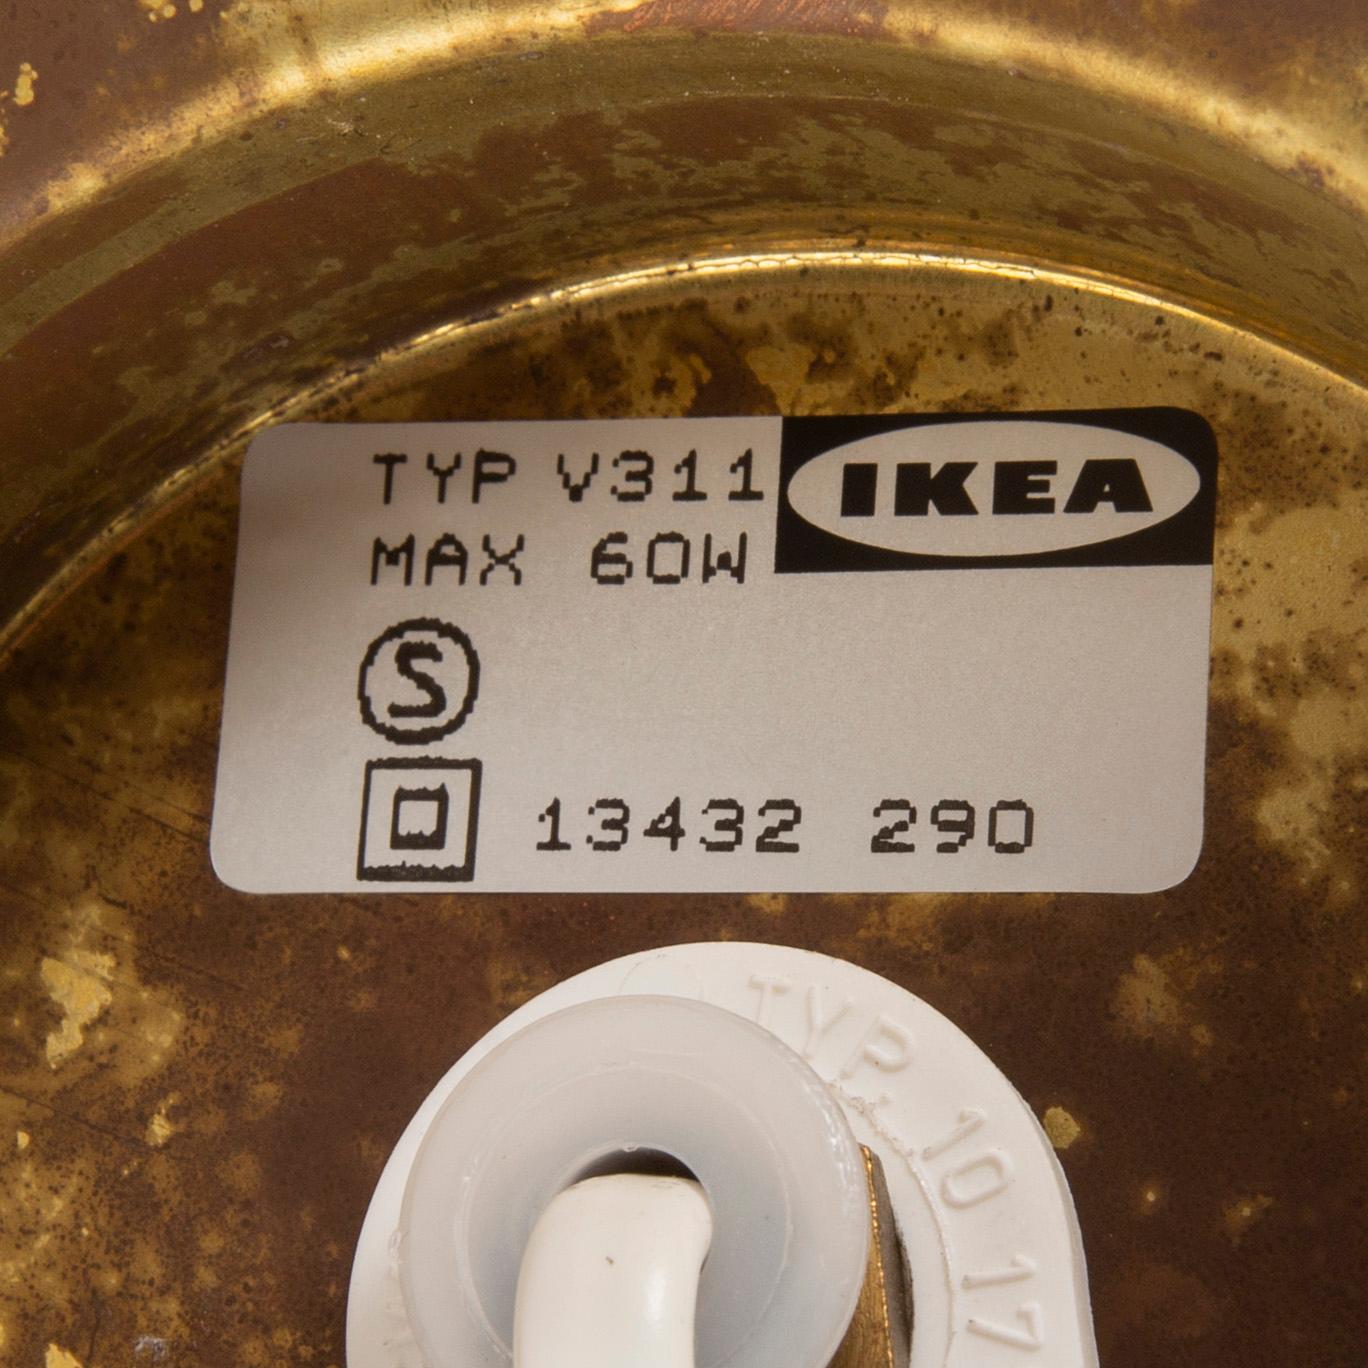 TYP V311
IKEA
MAX 60W
S
13432 290
TYP. 10 17